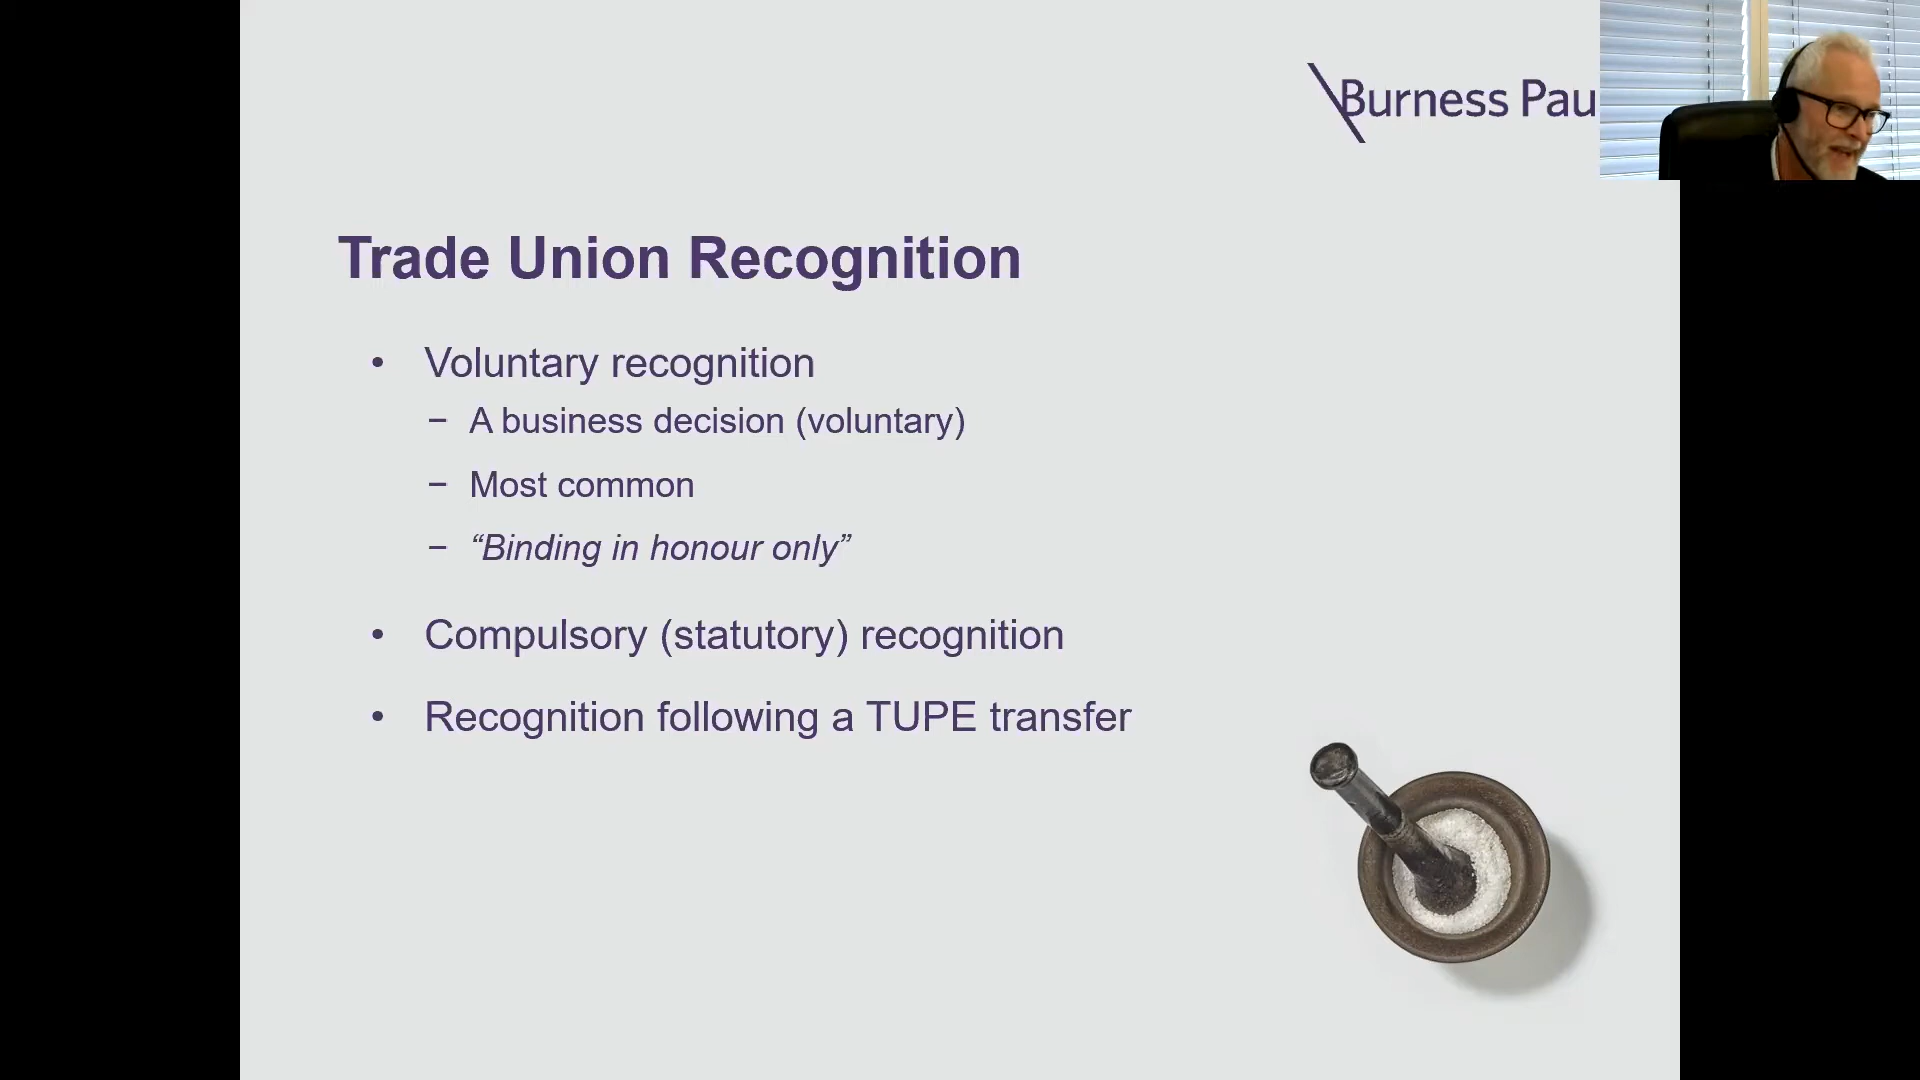 Burness Pau
Trade Union Recognition
• Voluntary recognition
− A business decision (voluntary)
− Most common
− “Binding in honour only”
• Compulsory (statutory) recognition
• Recognition following a TUPE transfer